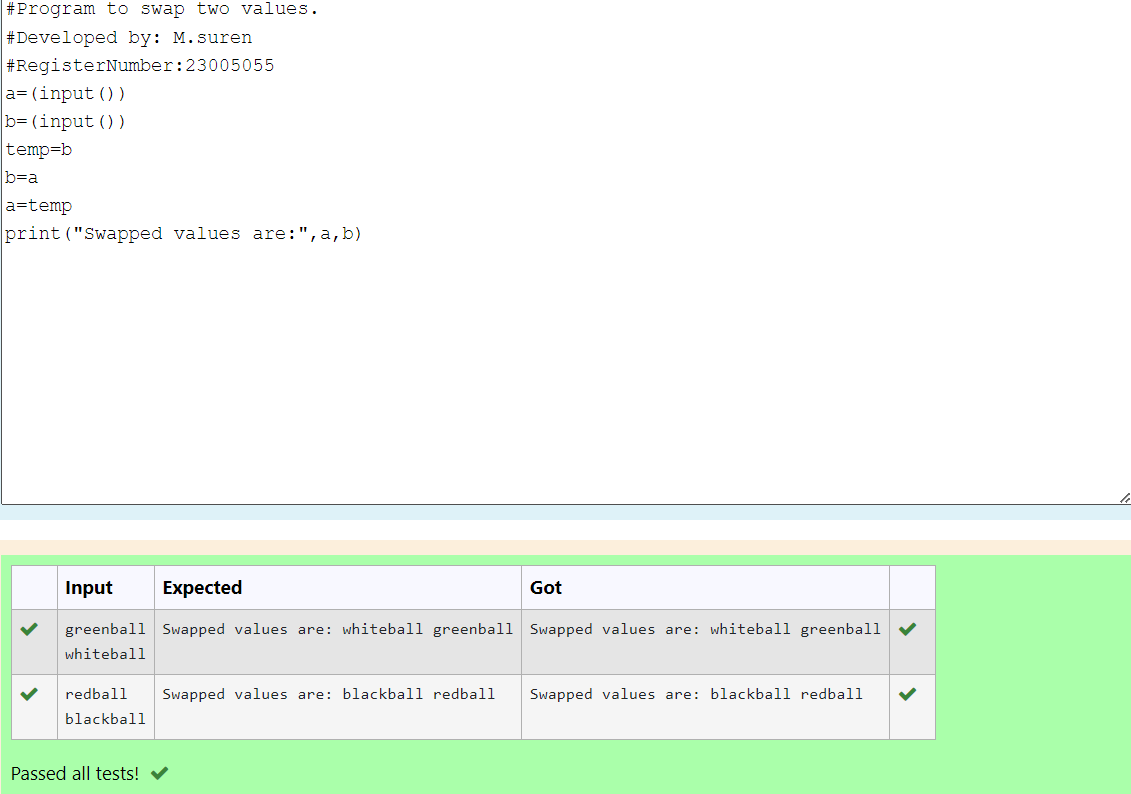 #Program to swap two values.
#Developed by: M.suren
#RegisterNumber:23005055
a=(input())
b=(input())
temp=b
b=a
a=temp
print("Swapped values are:",a,b)
Input Expected Got
greenball Swapped values are: whiteball greenball Swapped values are: whiteball greenball
whiteball
redball Swapped values are: blackball redball Swapped values are: blackball redball
blackball
Passed all tests!